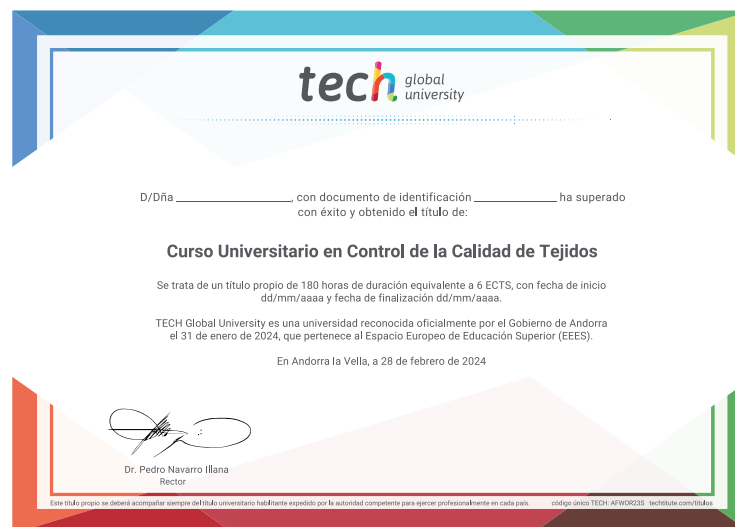 tech global
university
D/Dña ____________, con documento de identificación ____________ ha superado
con éxito y obtenido el título de:
Curso Universitario en Control de la Calidad de Tejidos
Se trata de un título propio de 180 horas de duración equivalente a 6 ECTS, con fecha de inicio
dd/mm/aaaa y fecha de finalización dd/mm/aaaa.
TECH Global University es una universidad reconocida oficialmente por el Gobierno de Andorra
el 31 de enero de 2024, que pertenece al Espacio Europeo de Educación Superior (EEES).
En Andorra la Vella, a 28 de febrero de 2024
Dr. Pedro Navarro Illana
Rector
Este título propio se deberá acompañar siempre del título universitario habilitante expedido por la autoridad competente para ejercer profesionalmente en cada país. código único TECH: AFWOR23S techtitute.com/titulos